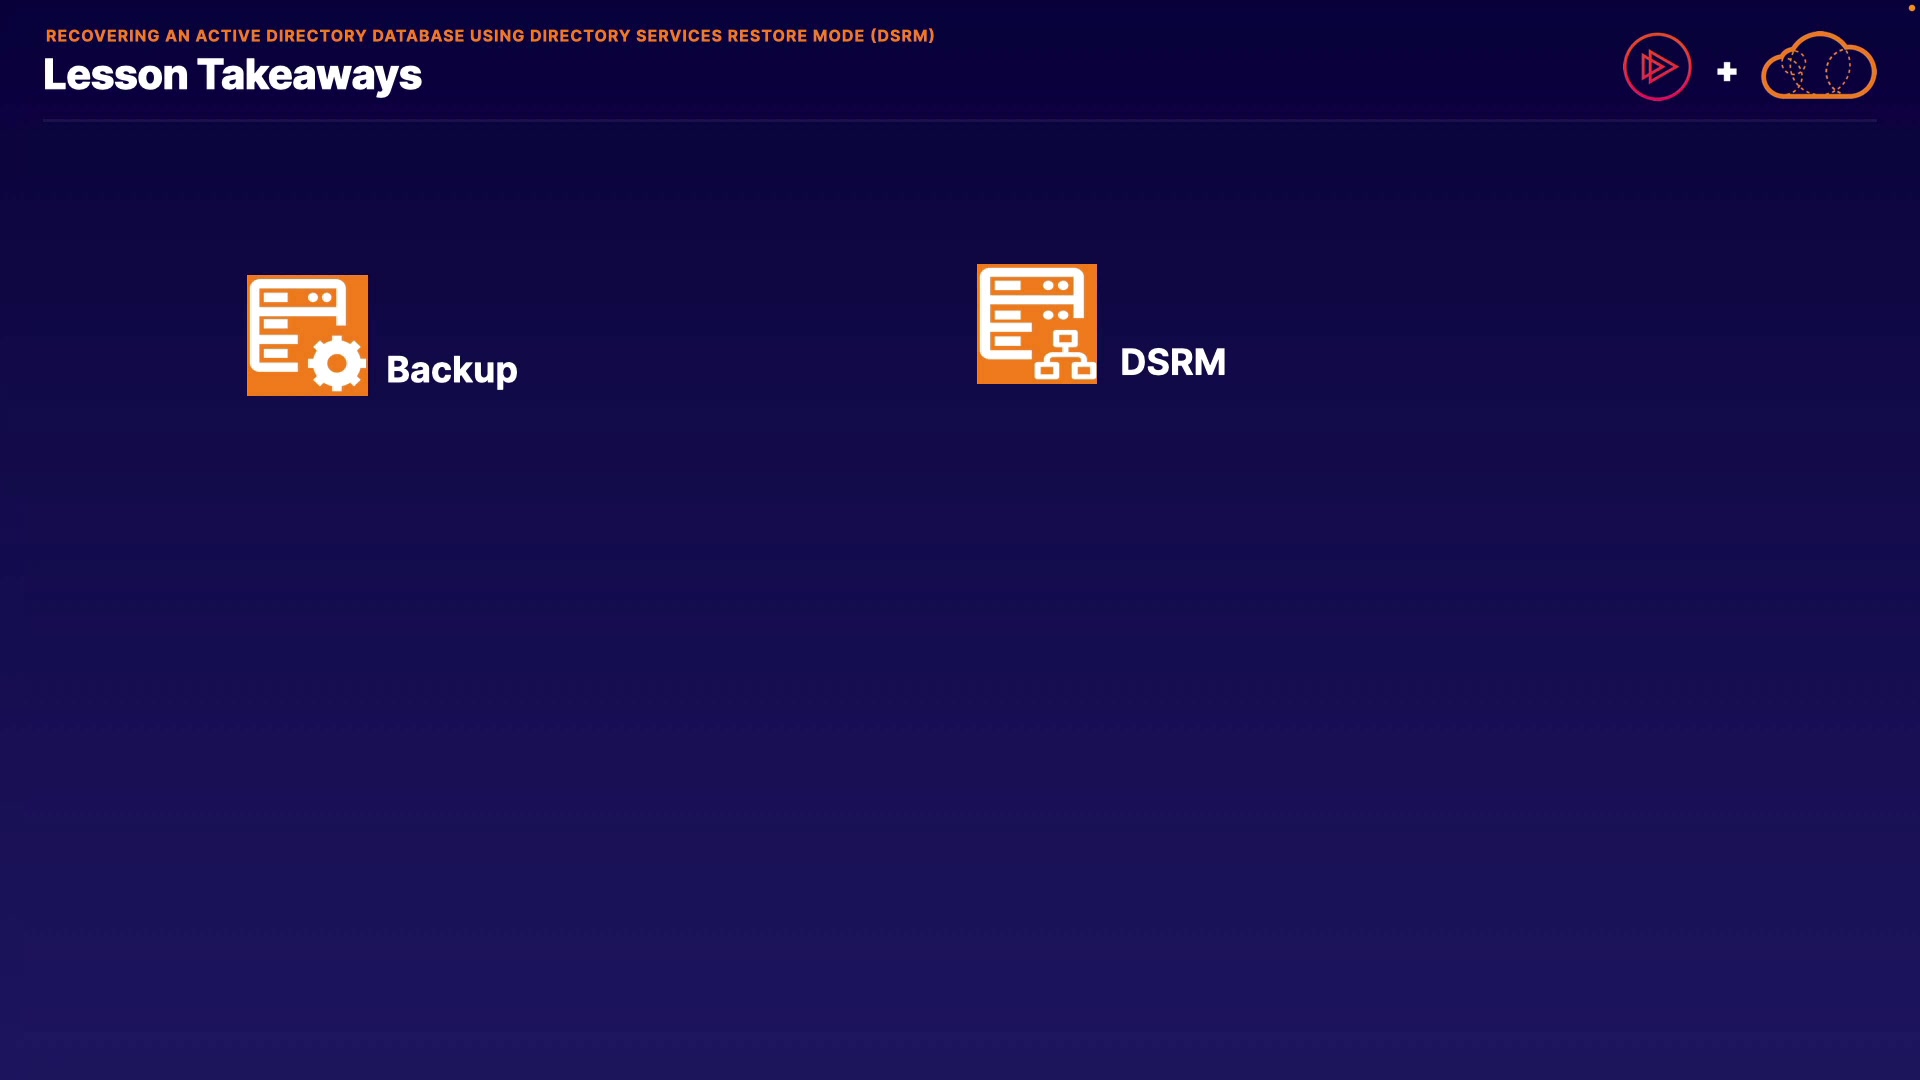 RECOVERING AN ACTIVE DIRECTORY DATABASE USING DIRECTORY SERVICES RESTORE MODE (DSRM)
Lesson Takeaways
Backup
DSRM